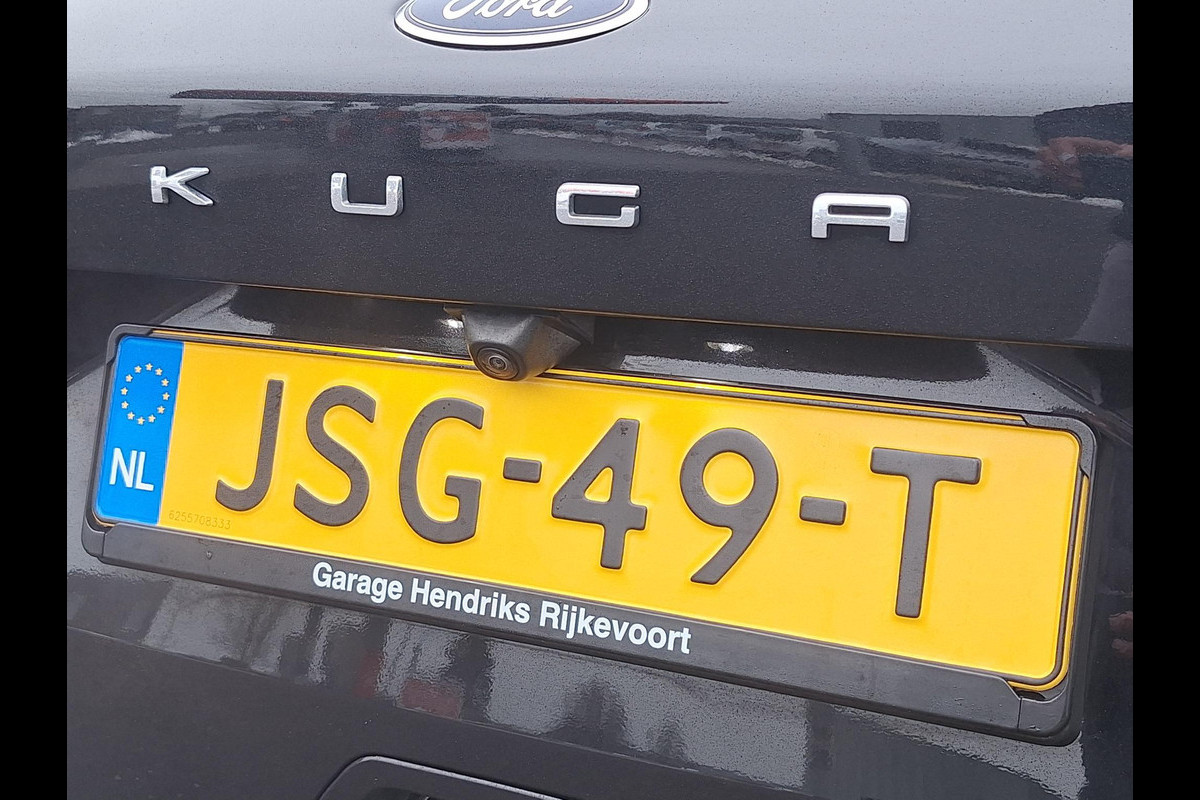 Ford
KUGA
NL
JSG-49-T
6255708333
Garage Hendriks Rijkevoort